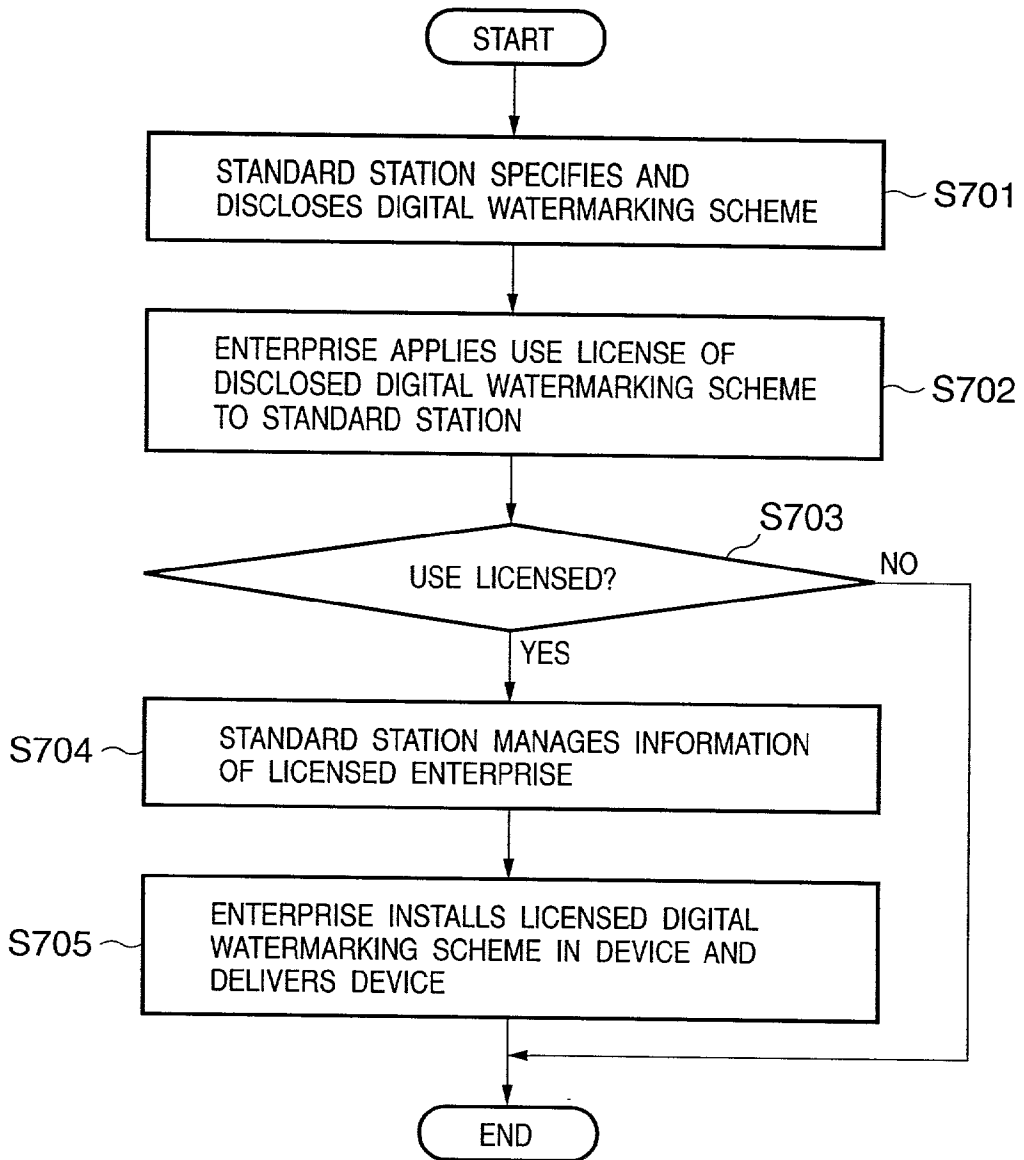 START
STANDARD STATION SPECIFIES AND
DISCLOSES DIGITAL WATERMARKING SCHEME
S701
ENTERPRISE APPLIES USE LICENSE OF
DISCLOSED DIGITAL WATERMARKING SCHEME
TO STANDARD STATION
S702
S703
USE LICENSED?
NO
YES
S704
STANDARD STATION MANAGES INFORMATION
OF LICENSED ENTERPRISE
S705
ENTERPRISE INSTALLS LICENSED DIGITAL
WATERMARKING SCHEME IN DEVICE AND
DELIVERS DEVICE
END